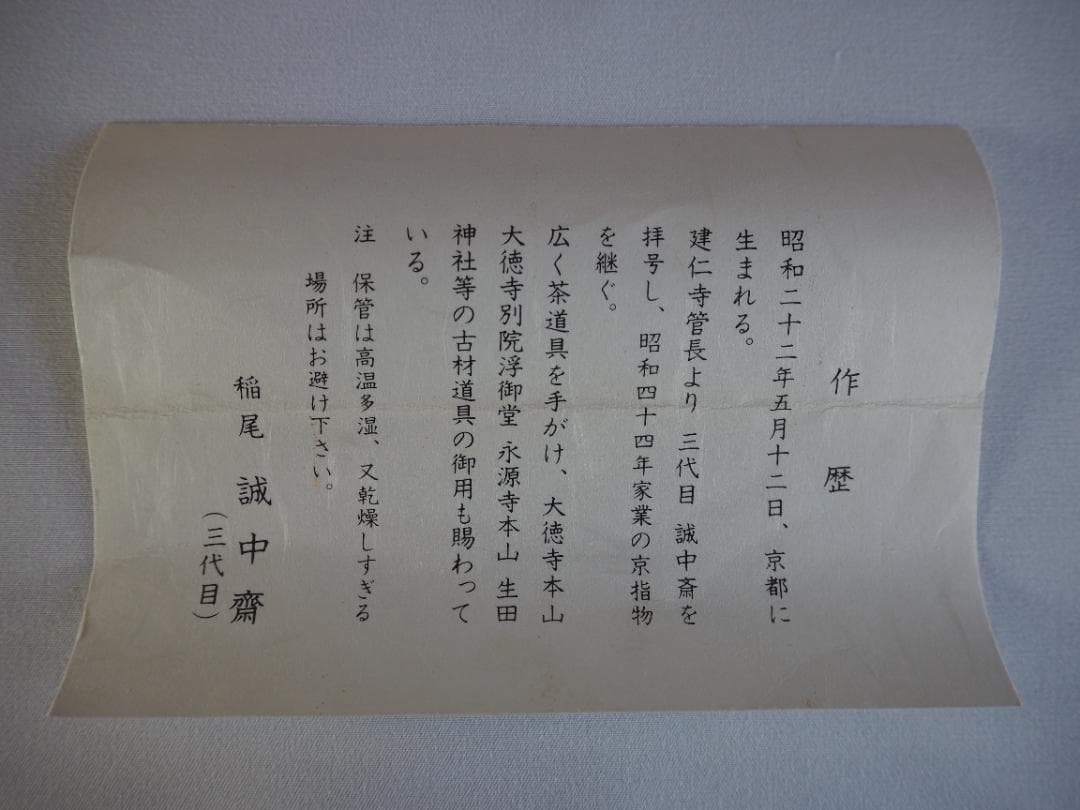 作歴
昭和二十二年五月十二日、京都に
生まれる。
建仁寺管長より 三代目 誠中斎を
拝号し、昭和四十四年家業の京指物
を継ぐ。
広く茶道具を手がけ、大徳寺本山
大徳寺別院浮御堂 永源寺本山 生田
神社等の古材道具の御用も賜わって
いる。
注 保管は高温多湿、又乾燥しすぎる
場所はお避け下さい。
稲尾 誠中齋
（三代目）